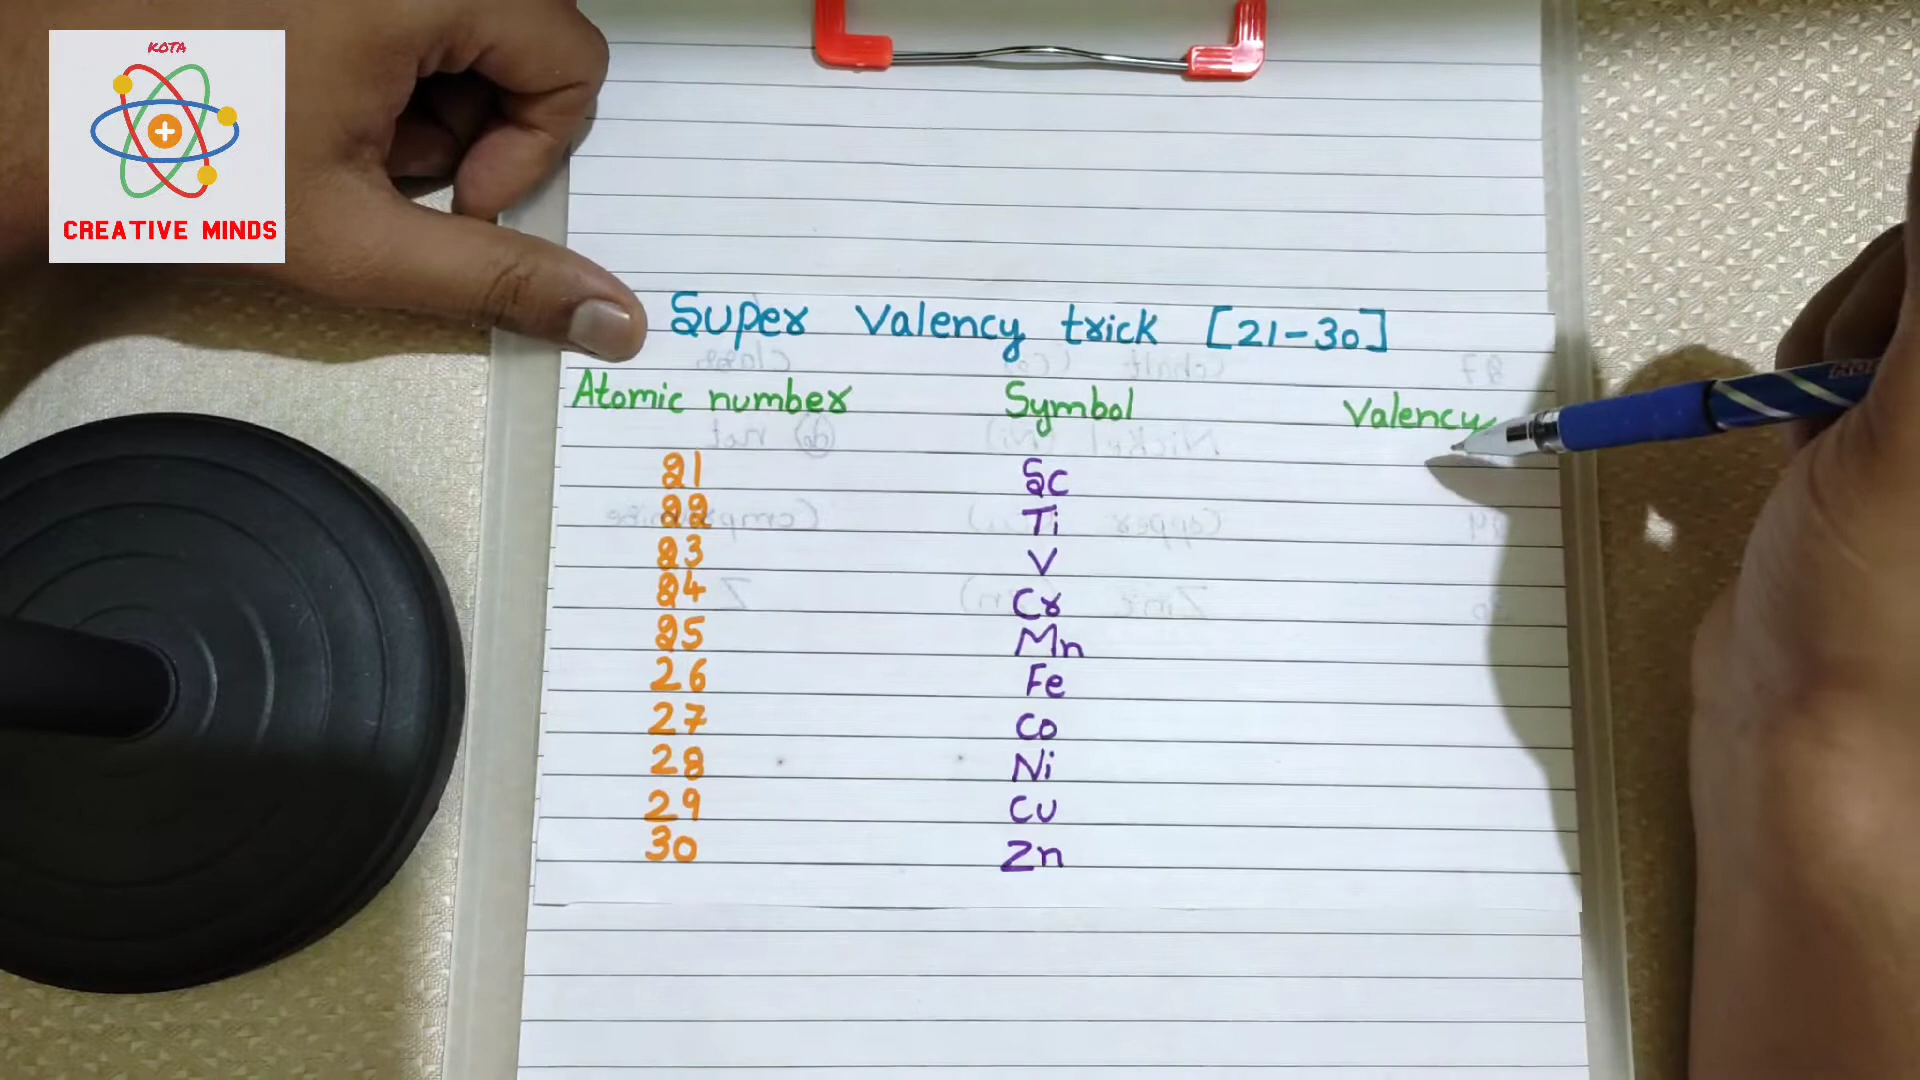 KOTA
CREATIVE MINDS
Super Valency trick [21-30]
Atomic number Symbol Valency
21 Sc
22 Ti
23 V
24 Cr
25 Mn
26 Fe
27 Co
28 Ni
29 Cu
30 Zn